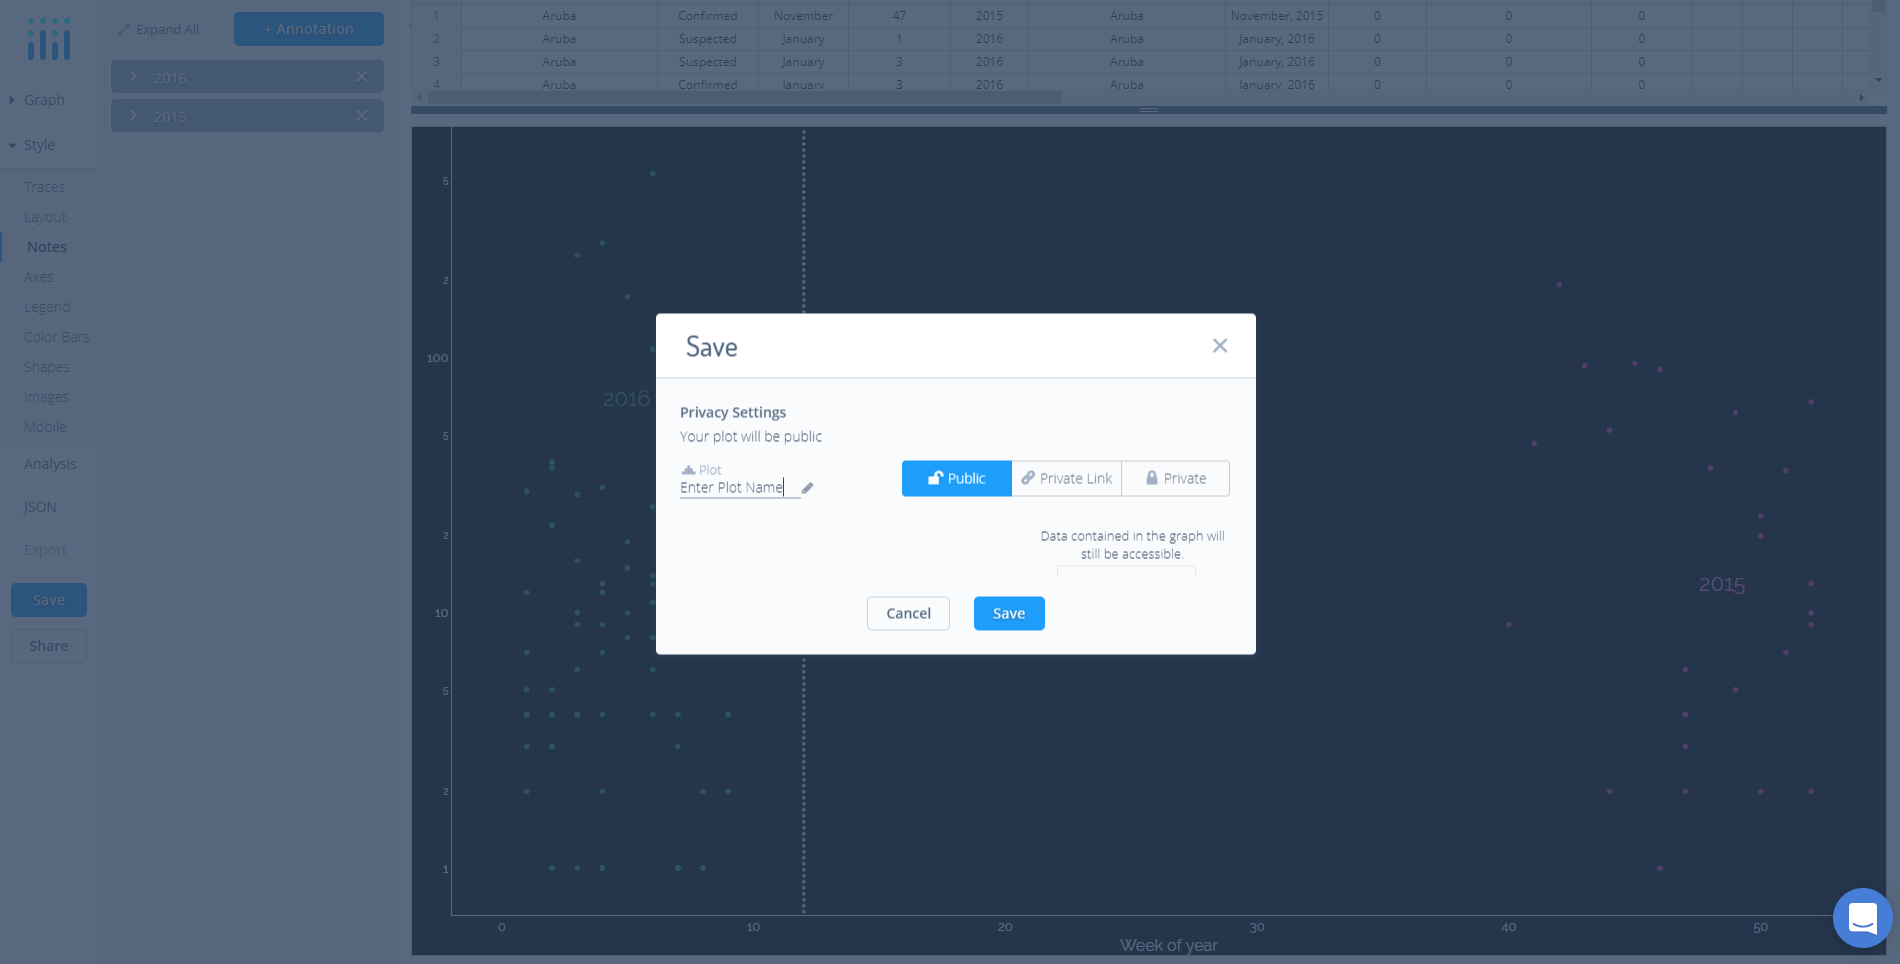 Expand All
+ Annotation
2016
2015
Graph
Style
Traces
Layout
Notes
Axes
Legend
Color Bars
Shapes
Images
Mobile
Analysis
JSON
Export
Save
Share
1 Aruba Confirmed November 47 2015 Aruba November, 2015 0 0 0
2 Aruba Suspected January 1 2016 Aruba January, 2016 0 0 0
3 Aruba Suspected January 3 2016 Aruba January, 2016 0 0 0
4 Aruba Confirmed January 3 2016 Aruba January, 2016 0 0 0
5
2
100
5
2
10
5
2
1
2016
2015
0 10 20 30 40 50
Week of year
Save
Privacy Settings
Your plot will be public
Plot
Enter Plot Name
Public
Private Link
Private
Data contained in the graph will
still be accessible.
Cancel
Save